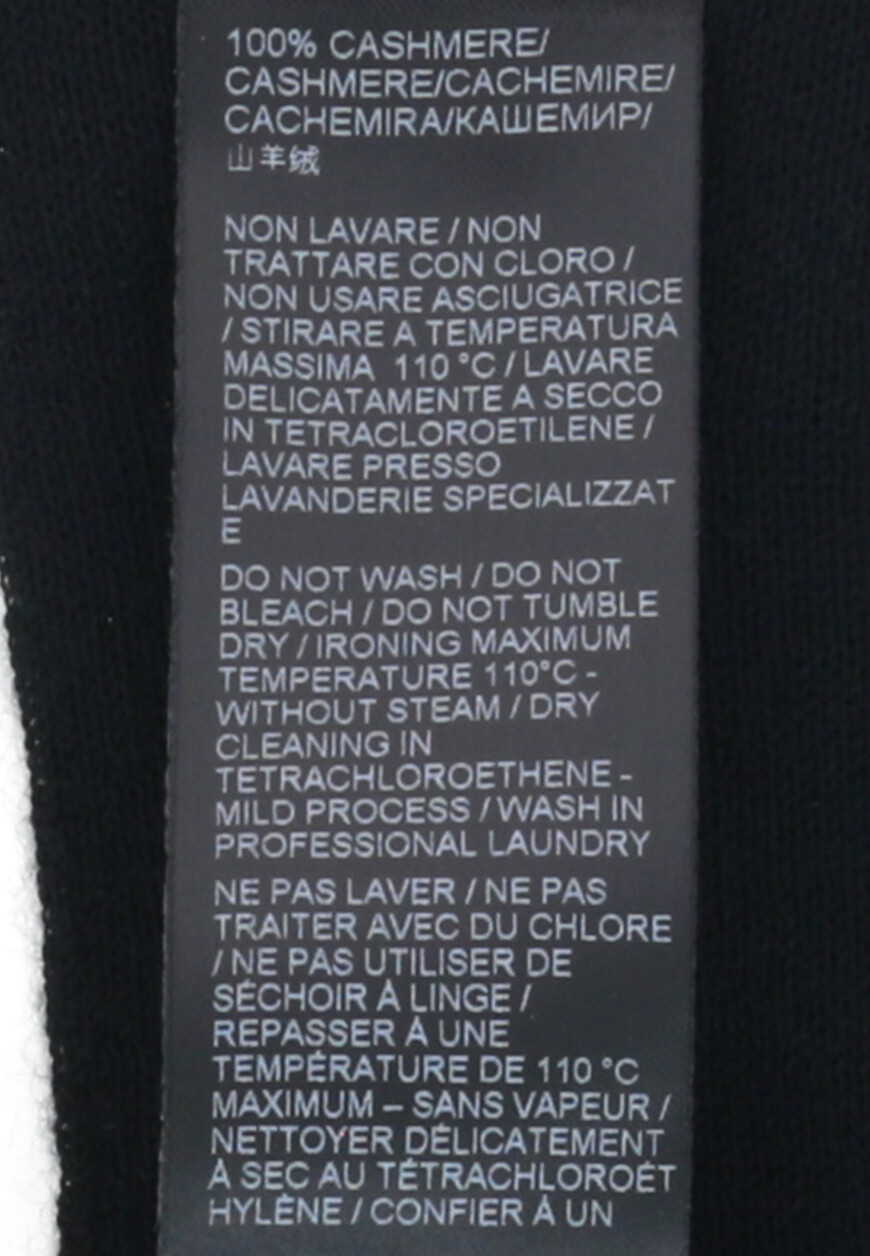 100% CASHMERE/
CASHMERE/CACHEMIRE/
CACHEMIRA/КАШЕМИР/
山羊绒
NON LAVARE / NON
TRATTARE CON CLORO /
NON USARE ASCIUGATRICE
/ STIRARE A TEMPERATURA
MASSIMA 110 °C / LAVARE
DELICATAMENTE A SECCO
IN TETRACLOROETILENE /
LAVARE PRESSO
LAVANDERIE SPECIALIZZAT
E
DO NOT WASH / DO NOT
BLEACH / DO NOT TUMBLE
DRY / IRONING MAXIMUM
TEMPERATURE 110°C -
WITHOUT STEAM / DRY
CLEANING IN
TETRACHLOROETHENE -
MILD PROCESS / WASH IN
PROFESSIONAL LAUNDRY
NE PAS LAVER / NE PAS
TRAITER AVEC DU CHLORE
/ NE PAS UTILISER DE
SÉCHOIR À LINGE /
REPASSER À UNE
TEMPÉRATURE DE 110 °C
MAXIMUM – SANS VAPEUR /
NETTOYER DÉLICATEMENT
À SEC AU TÉTRACHLOROÉT
HYLÈNE / CONFIER À UN